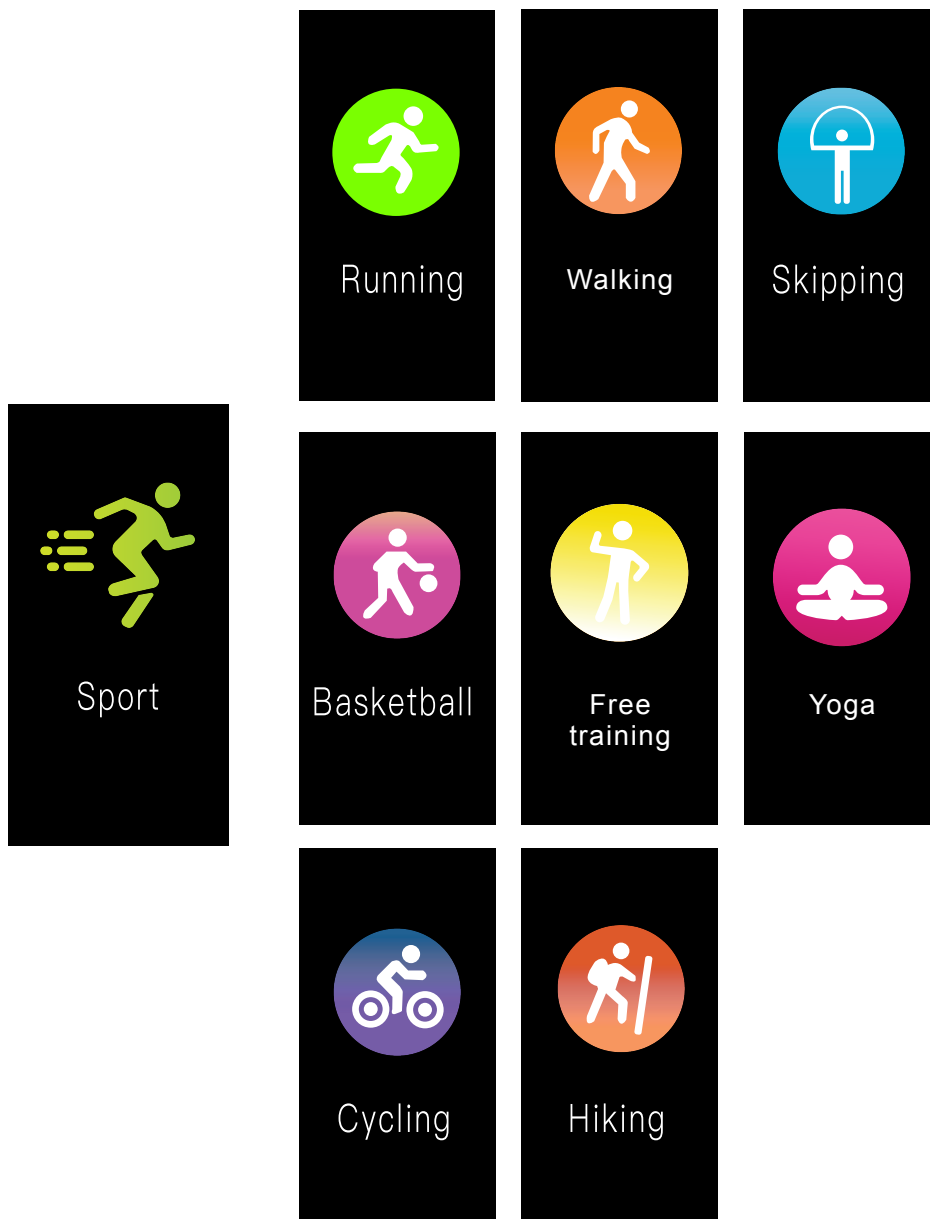 Running
Walking
Skipping
Sport
Basketball
Free
training
Yoga
Cycling
Hiking